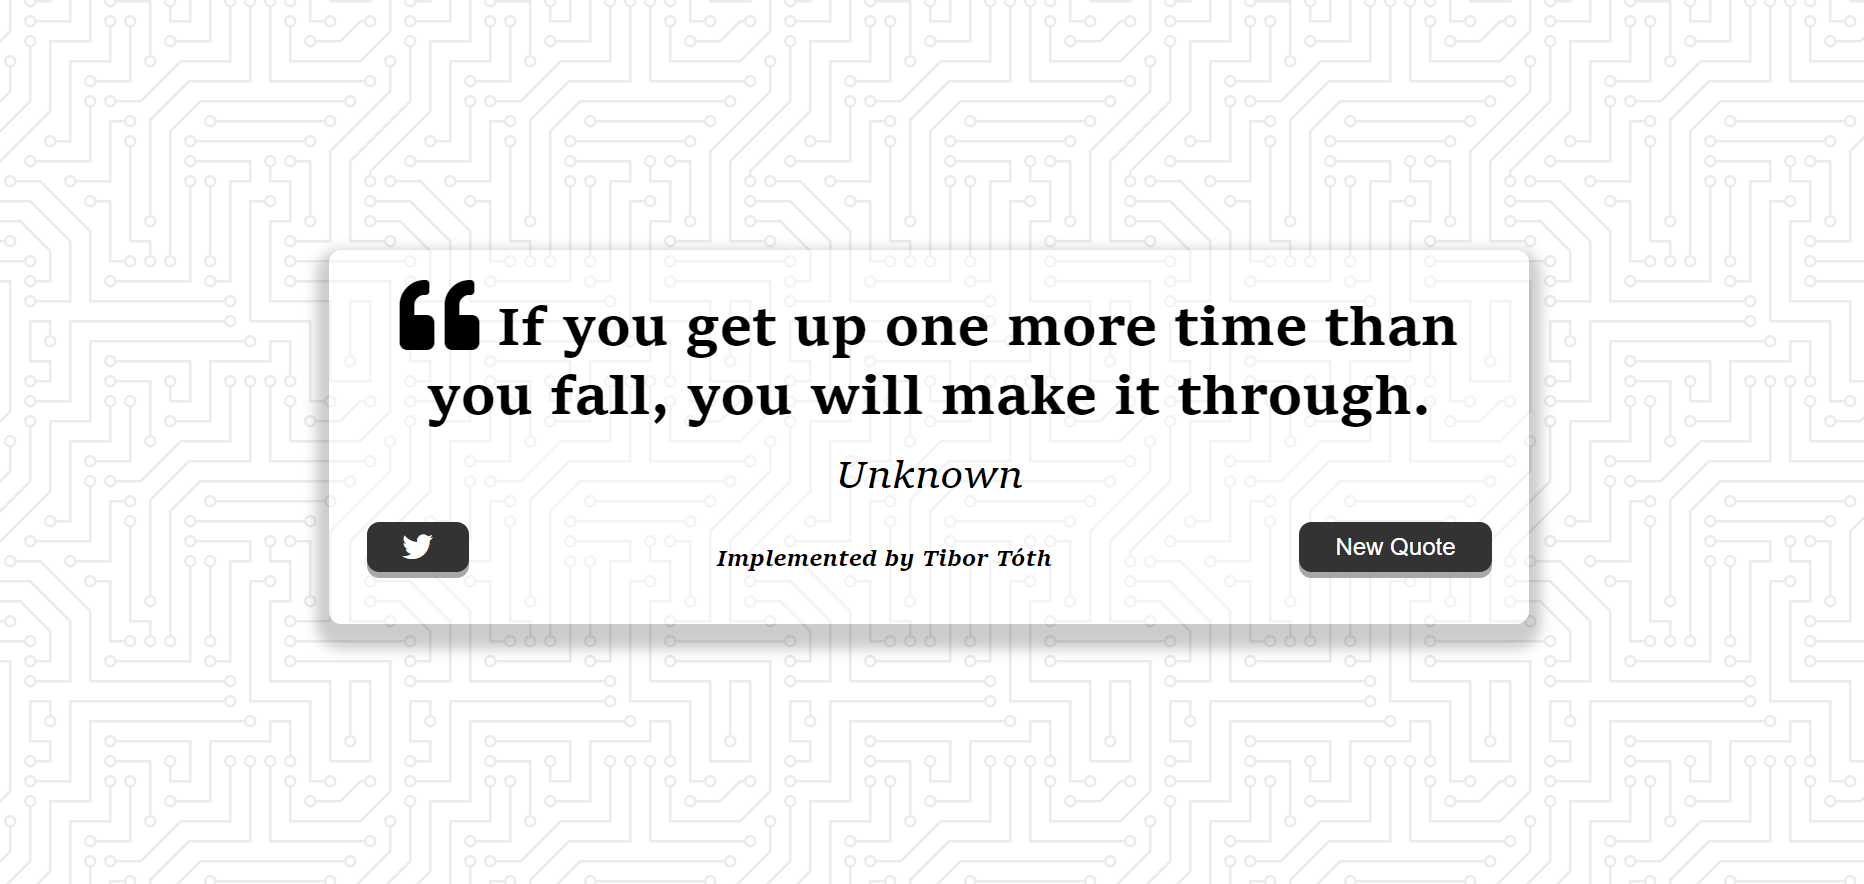 If you get up one more time than
you fall, you will make it through.
Unknown
Implemented by Tibor Tóth
New Quote